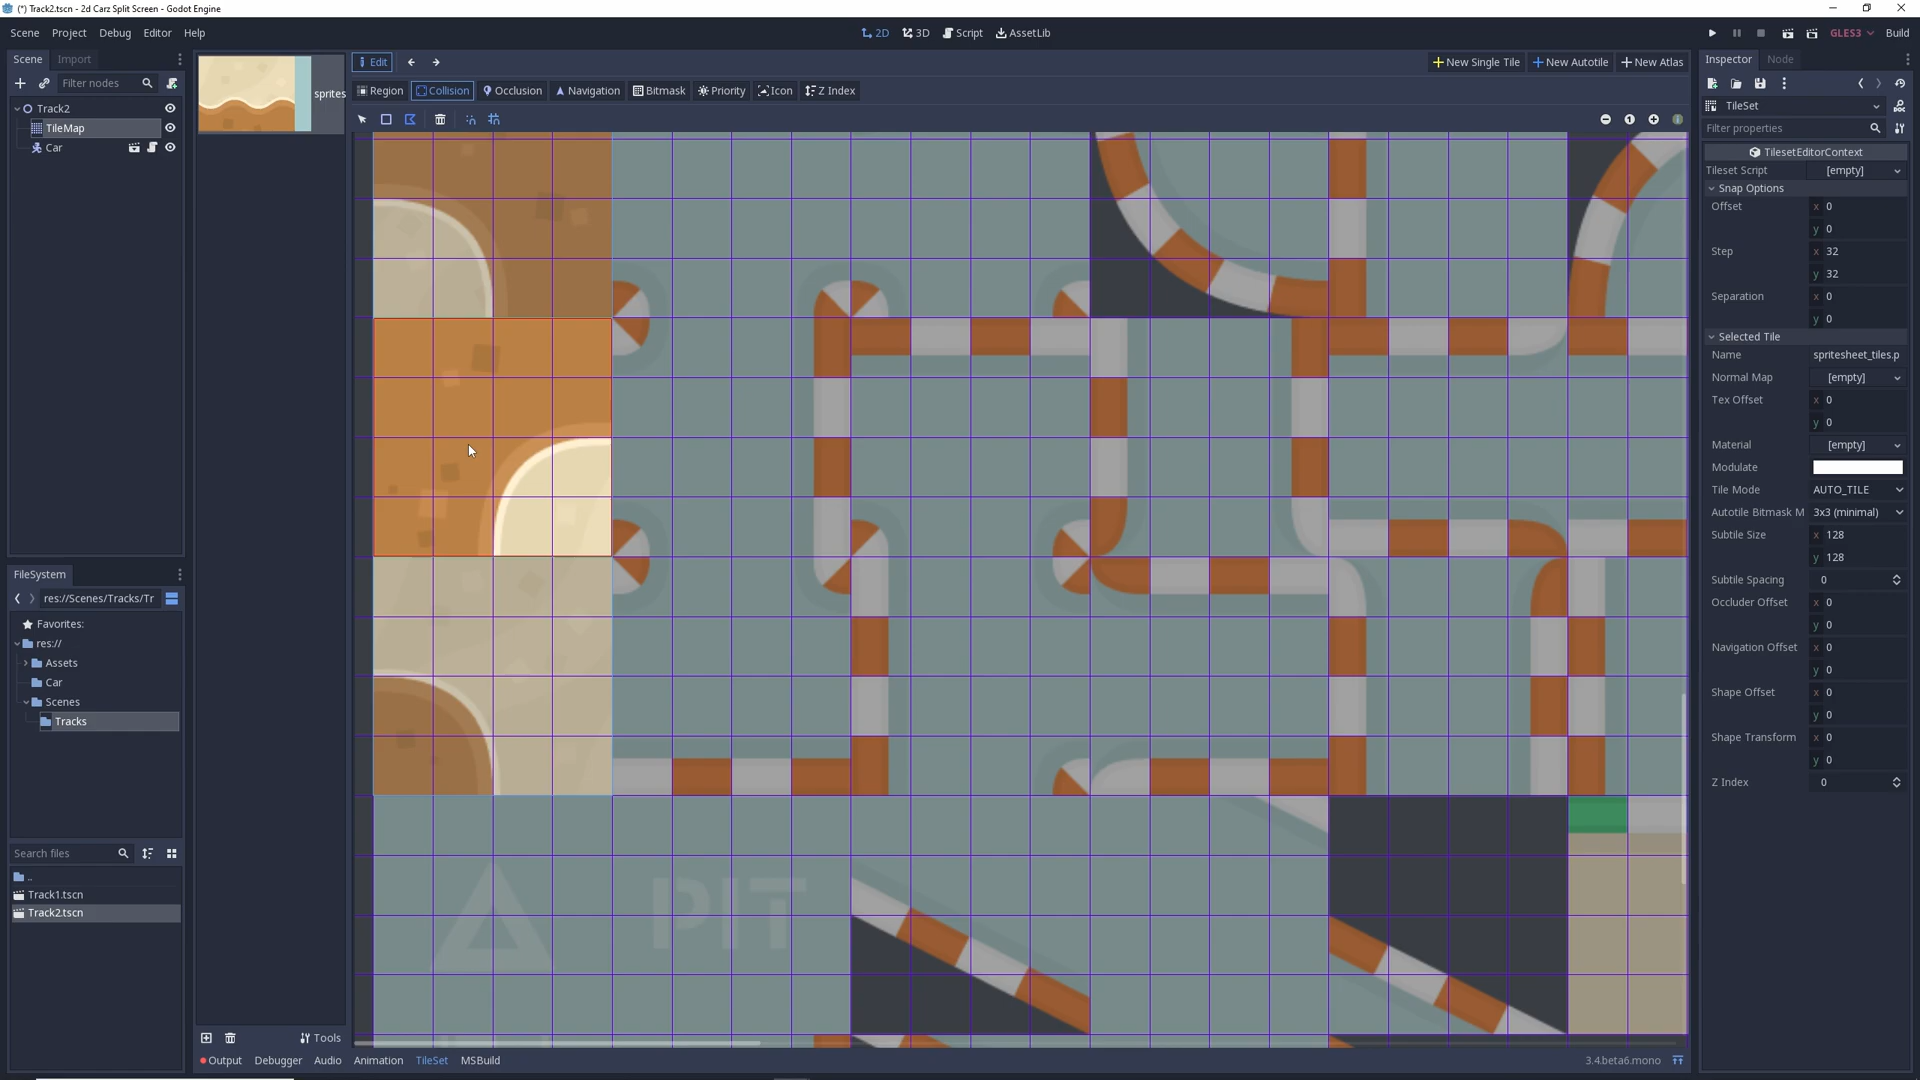 (*) Track2.tscn - 2d Carz Split Screen - Godot Engine
Scene Project Debug Editor Help
2D 3D Script AssetLib
GLES3 Build
Scene Import
Filter nodes
Track2
TileMap
Car
sprites
Edit
New Single Tile New Autotile New Atlas
Region Collision Occlusion Navigation Bitmask Priority Icon Z Index
PIT
Tools
FileSystem
res://Scenes/Tracks/Tr
Favorites:
res://
Assets
Car
Scenes
Tracks
Search files
..
Track1.tscn
Track2.tscn
Output Debugger Audio Animation TileSet MSBuild
3.4.beta6.mono
Inspector Node
TileSet
Filter properties
TilesetEditorContext
Tileset Script [empty]
Snap Options
Offset x 0
y 0
Step x 32
y 32
Separation x 0
y 0
Selected Tile
Name spritesheet_tiles.p
Normal Map [empty]
Tex Offset x 0
y 0
Material [empty]
Modulate
Tile Mode AUTO_TILE
Autotile Bitmask M 3x3 (minimal)
Subtile Size x 128
y 128
Subtile Spacing 0
Occluder Offset x 0
y 0
Navigation Offset x 0
y 0
Shape Offset x 0
y 0
Shape Transform x 0
y 0
Z Index 0